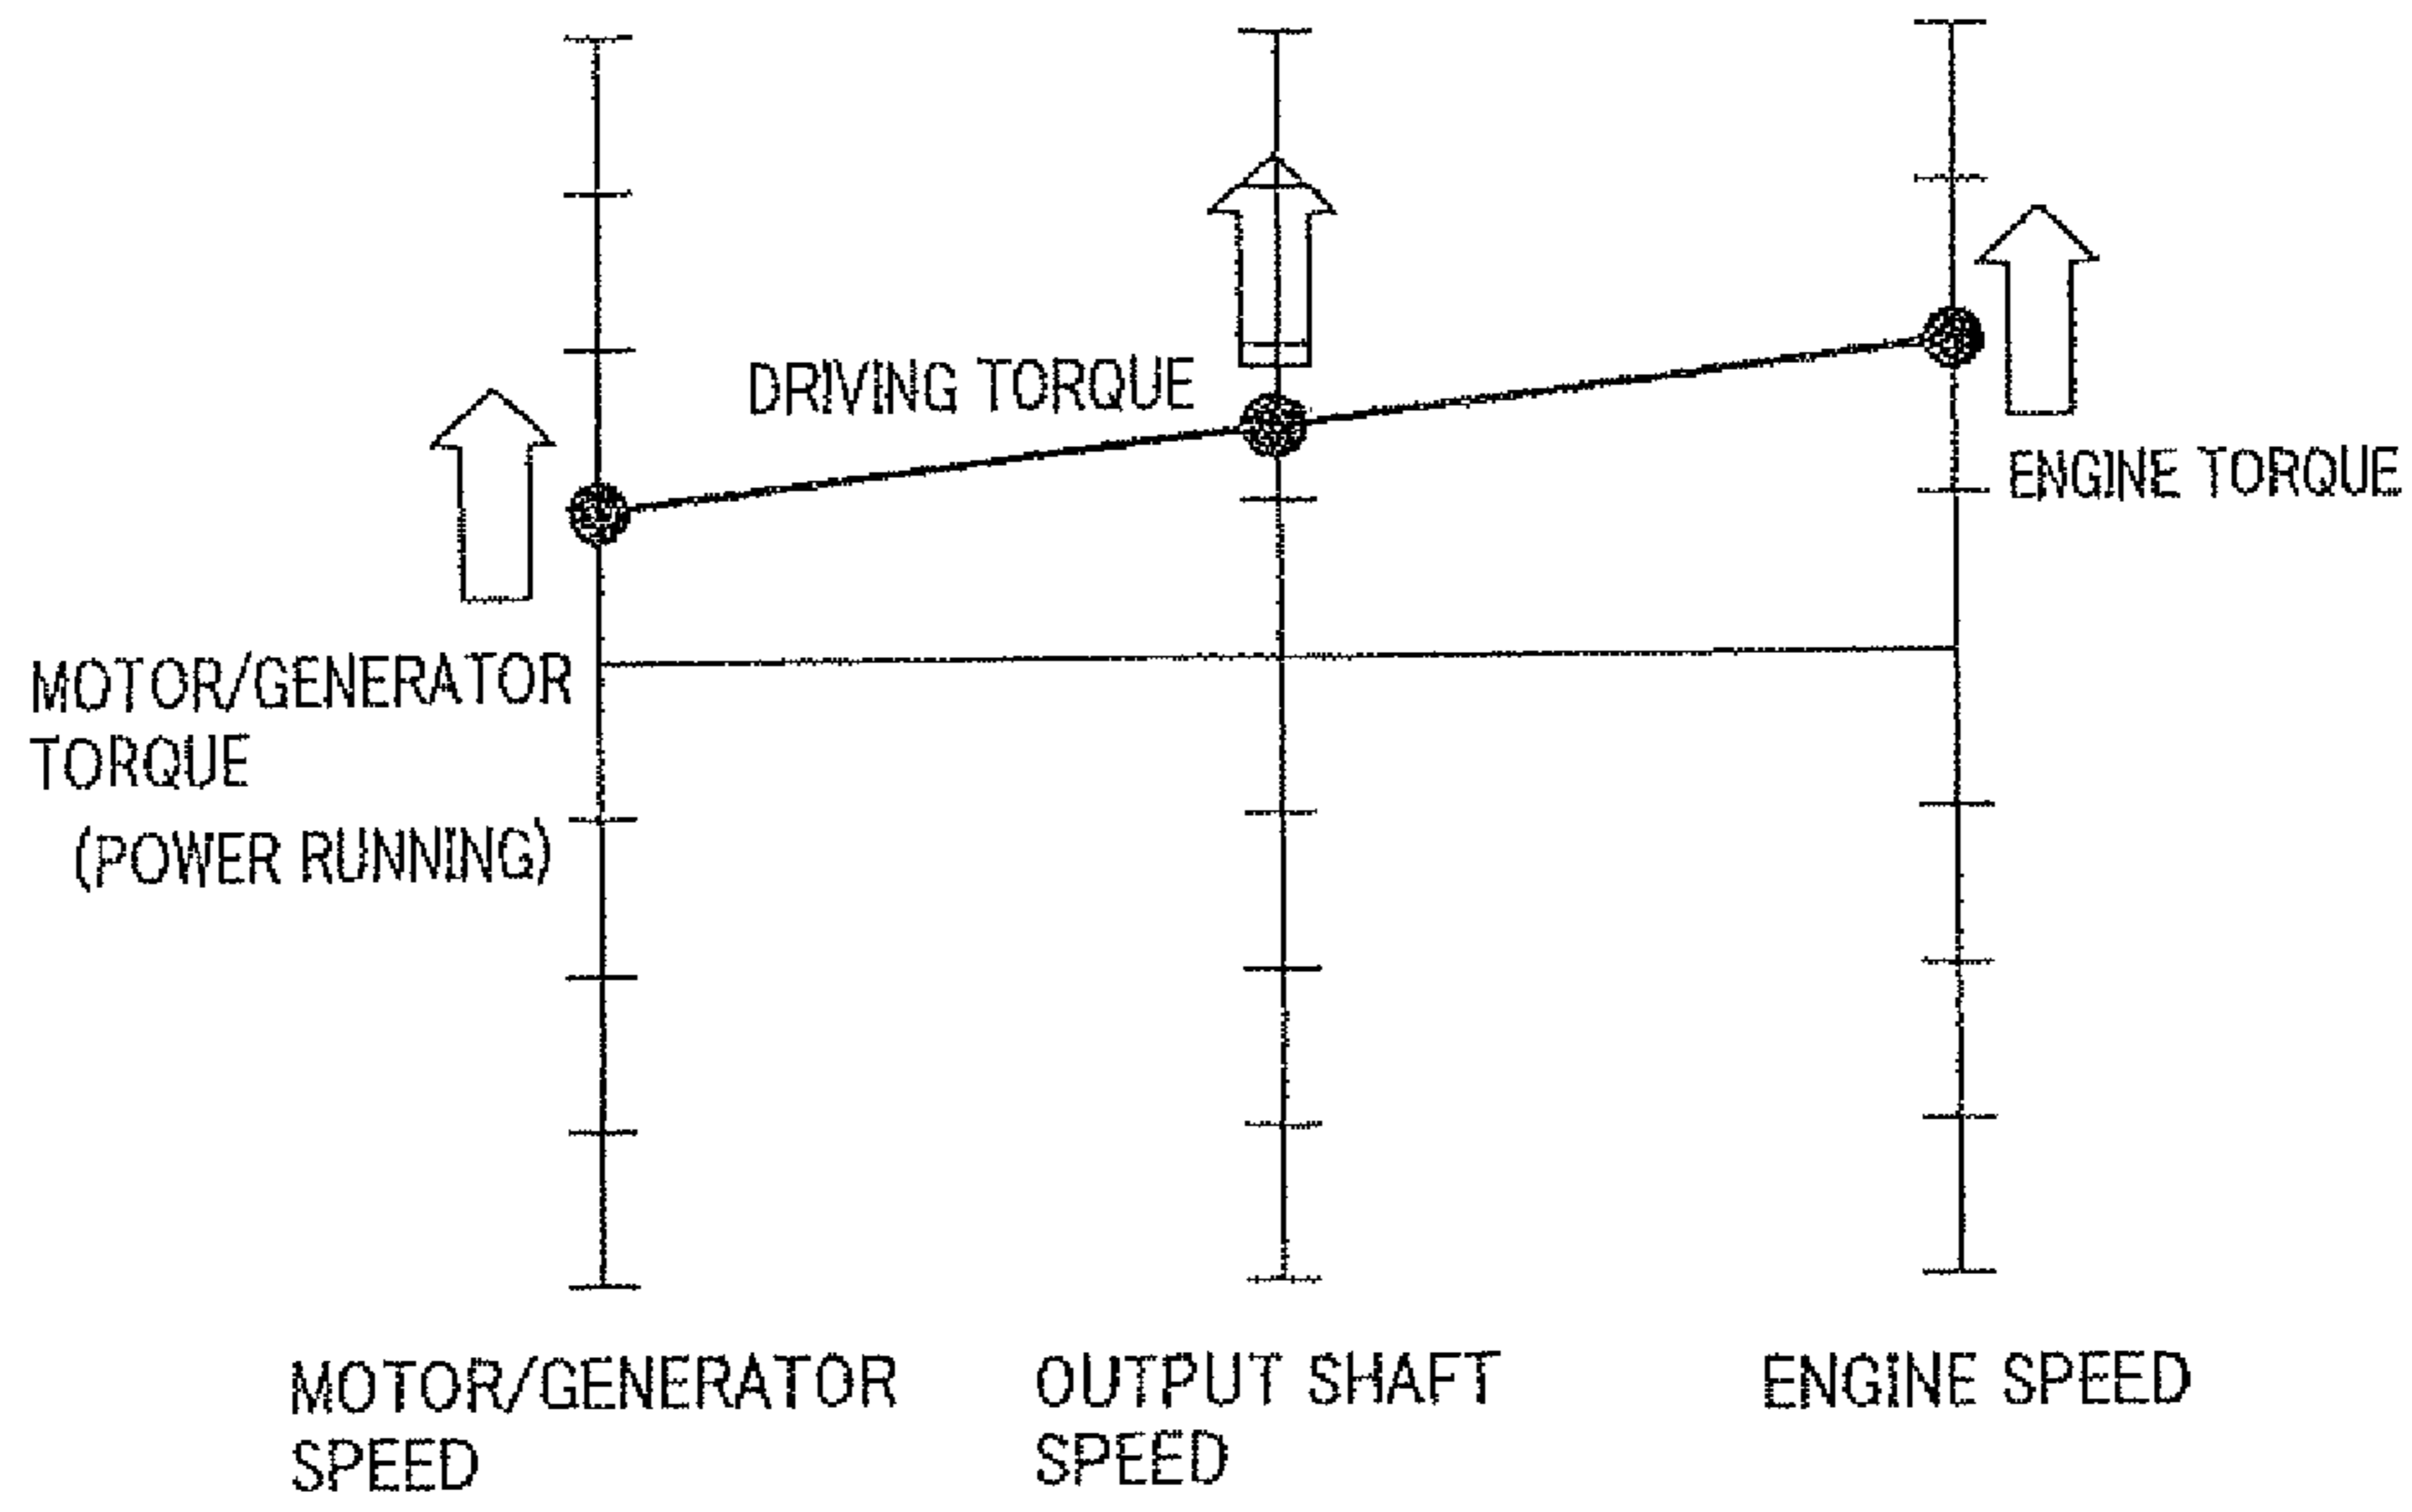 DRIVING TORQUE
ENGINE TORQUE
MOTOR/GENERATOR
TORQUE
(POWER RUNNING)
MOTOR/GENERATOR
SPEED
OUTPUT SHAFT
SPEED
ENGINE SPEED